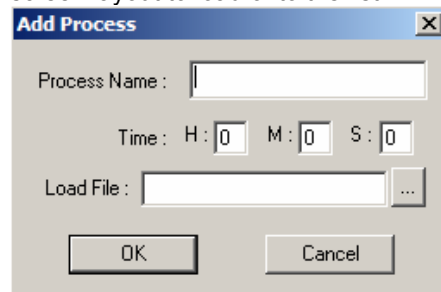 Add Process
Process Name :
Time : H : 0 M : 0 S : 0
Load File : ...
OK Cancel